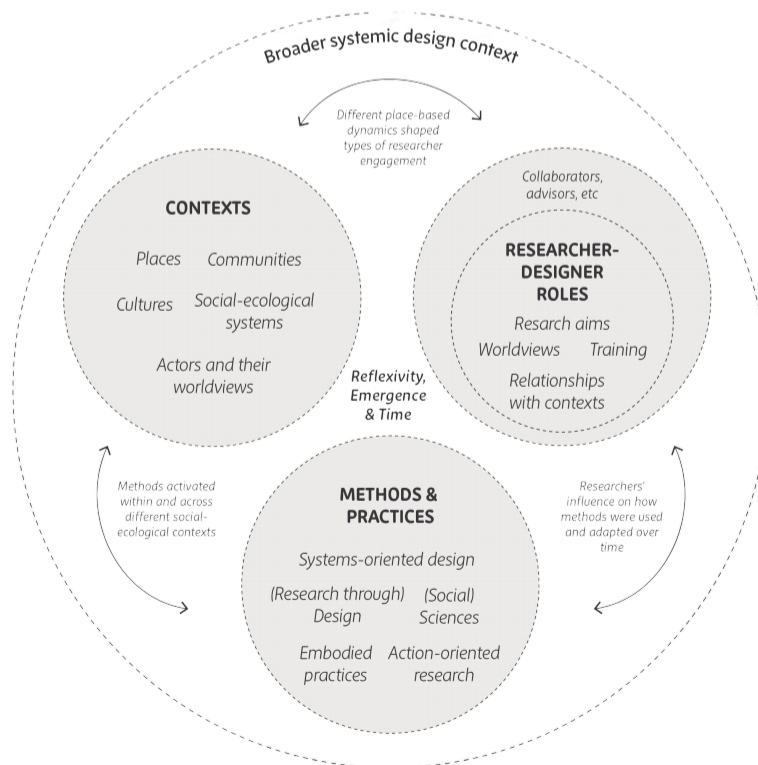 Broader systemic design context
Different place-based
dynamics shaped
types of researcher
engagement
CONTEXTS
Places Communities
Cultures Social-ecological
systems
Actors and their
worldviews
Collaborators,
advisors, etc
RESEARCHER-
DESIGNER
ROLES
Resarch aims
Worldviews Training
Relationships
with contexts
Reflexivity,
Emergence
& Time
Methods activated
within and across
different social-
ecological contexts
METHODS &
PRACTICES
Systems-oriented design
(Research through) (Social)
Design Sciences
Embodied Action-oriented
practices research
Researchers'
influence on how
methods were used
and adapted over
time